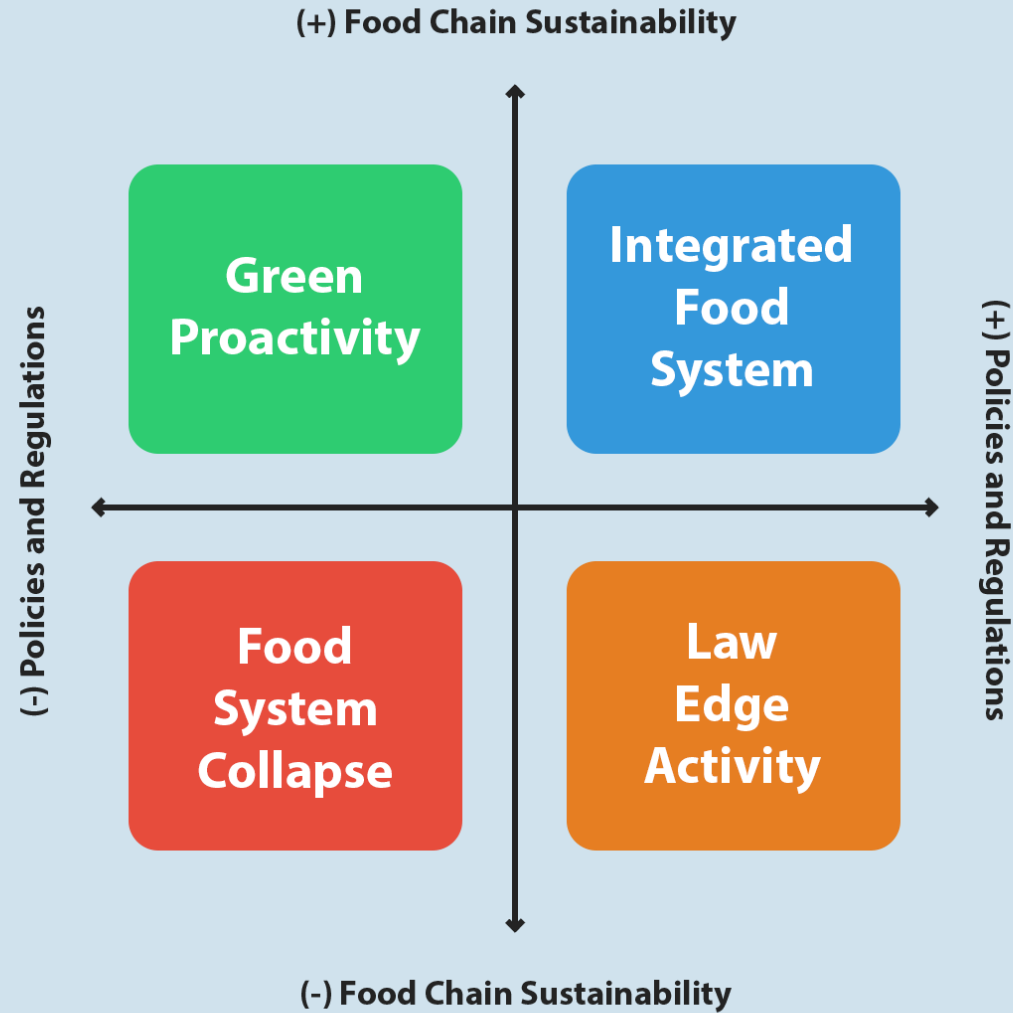 (+) Food Chain Sustainability
Green
Proactivity
Integrated
Food
System
(-) Policies and Regulations
(+) Policies and Regulations
Food
System
Collapse
Law
Edge
Activity
(-) Food Chain Sustainability